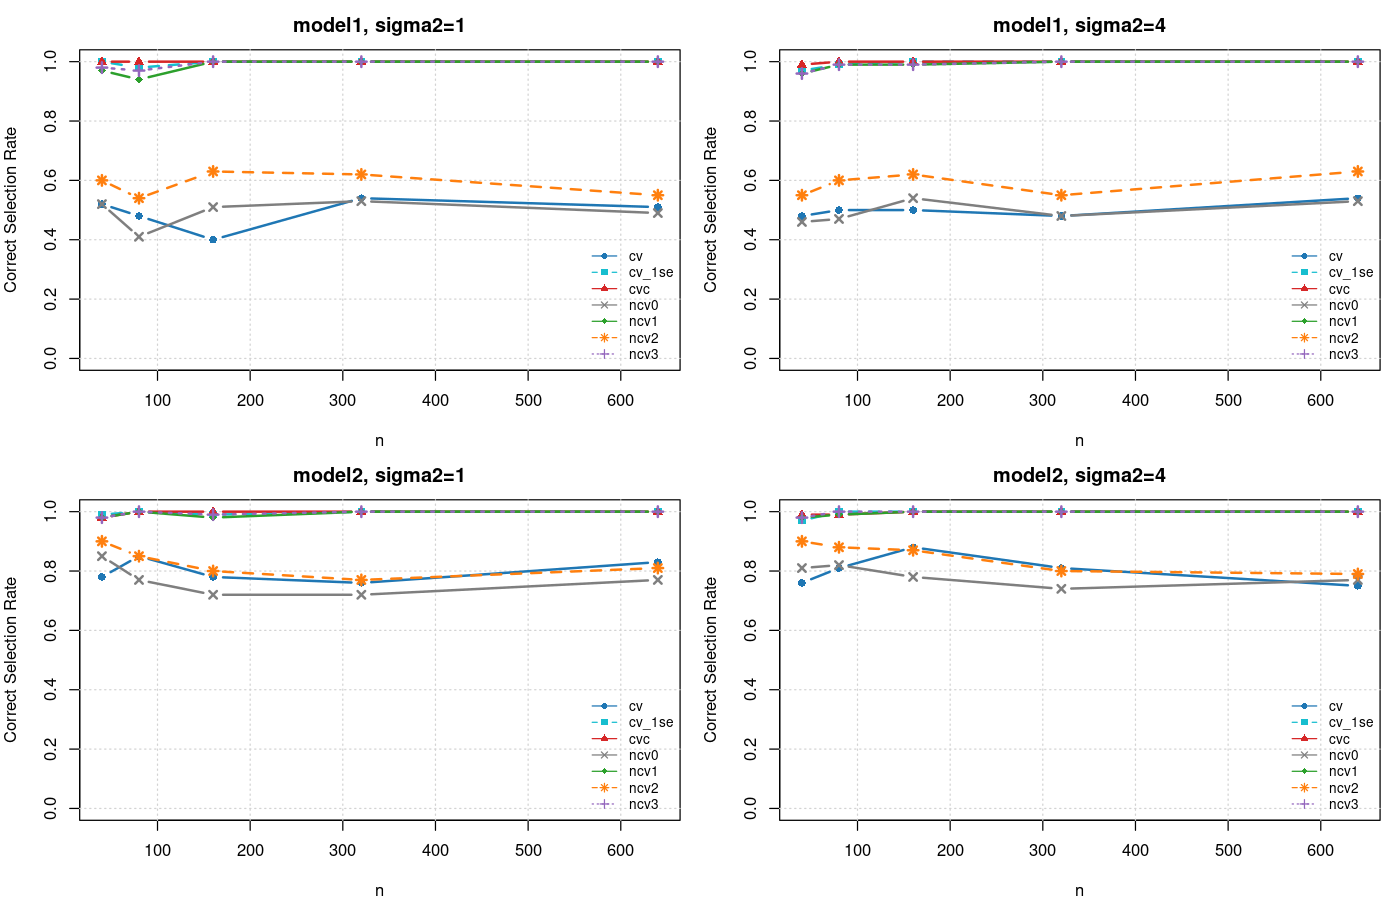 model1, sigma2=1
Correct Selection Rate
1.0
0.8
0.6
0.4
0.2
0.0
cv
cv_1se
cvc
ncv0
ncv1
ncv2
ncv3
100 200 300 400 500 600
n
model1, sigma2=4
Correct Selection Rate
1.0
0.8
0.6
0.4
0.2
0.0
cv
cv_1se
cvc
ncv0
ncv1
ncv2
ncv3
100 200 300 400 500 600
n
model2, sigma2=1
Correct Selection Rate
1.0
0.8
0.6
0.4
0.2
0.0
cv
cv_1se
cvc
ncv0
ncv1
ncv2
ncv3
100 200 300 400 500 600
n
model2, sigma2=4
Correct Selection Rate
1.0
0.8
0.6
0.4
0.2
0.0
cv
cv_1se
cvc
ncv0
ncv1
ncv2
ncv3
100 200 300 400 500 600
n